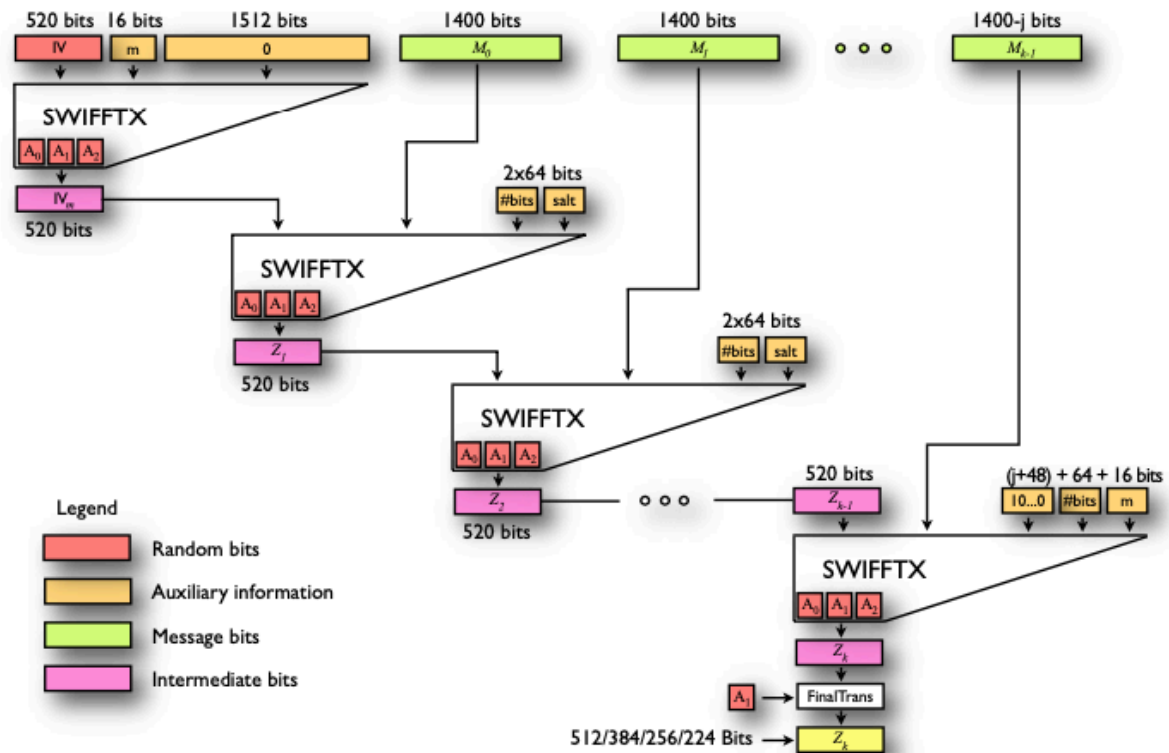 520 bits 16 bits 1512 bits 1400 bits 1400 bits 1400-j bits
IV m 0 M0 M1 Mk-1
SWIFFTX
A0 A1 A2
IVm
520 bits
2x64 bits
#bits salt
SWIFFTX
A0 A1 A2
Z1
520 bits
2x64 bits
#bits salt
SWIFFTX
A0 A1 A2
Z2
520 bits
520 bits
Zk-1
(j+48) + 64 + 16 bits
10...0 #bits m
SWIFFTX
A0 A1 A2
Zk
A1 FinalTrans
512/384/256/224 Bits Zk
Legend
Random bits
Auxiliary information
Message bits
Intermediate bits